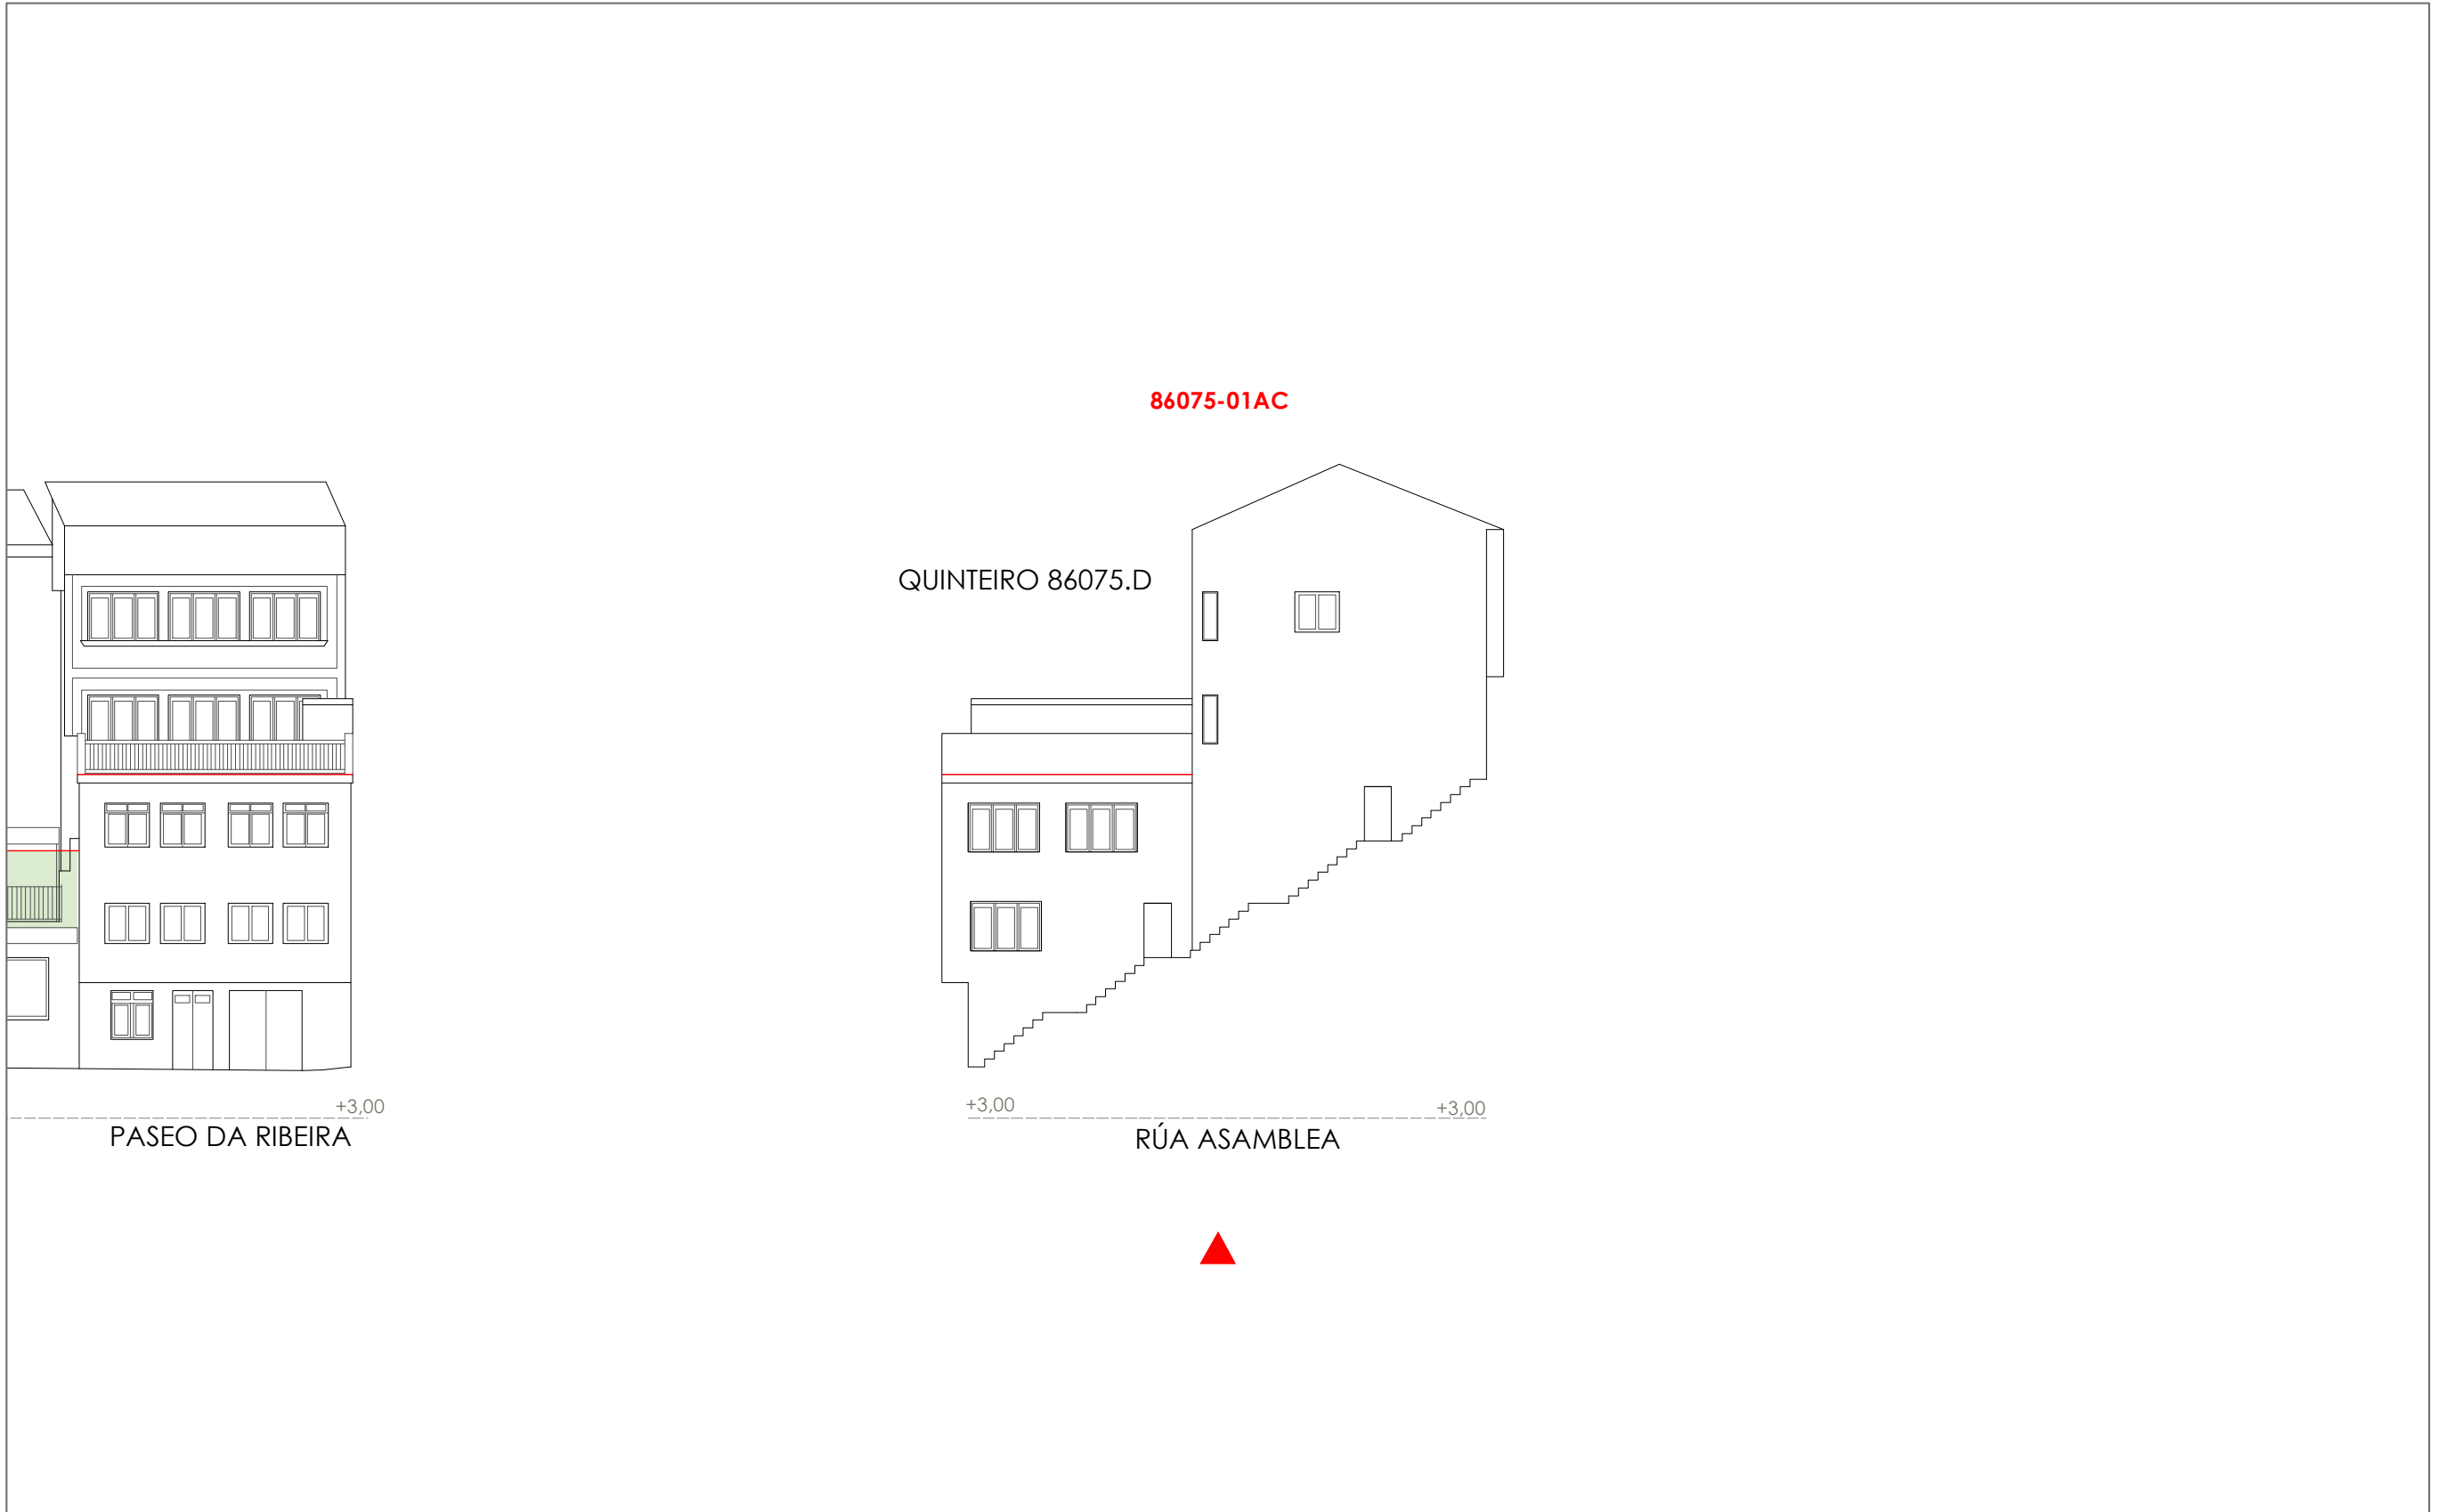 86075-01AC
QUINTEIRO 86075.D
+3,00
PASEO DA RIBEIRA
+3,00
+3,00
RÚA ASAMBLEA